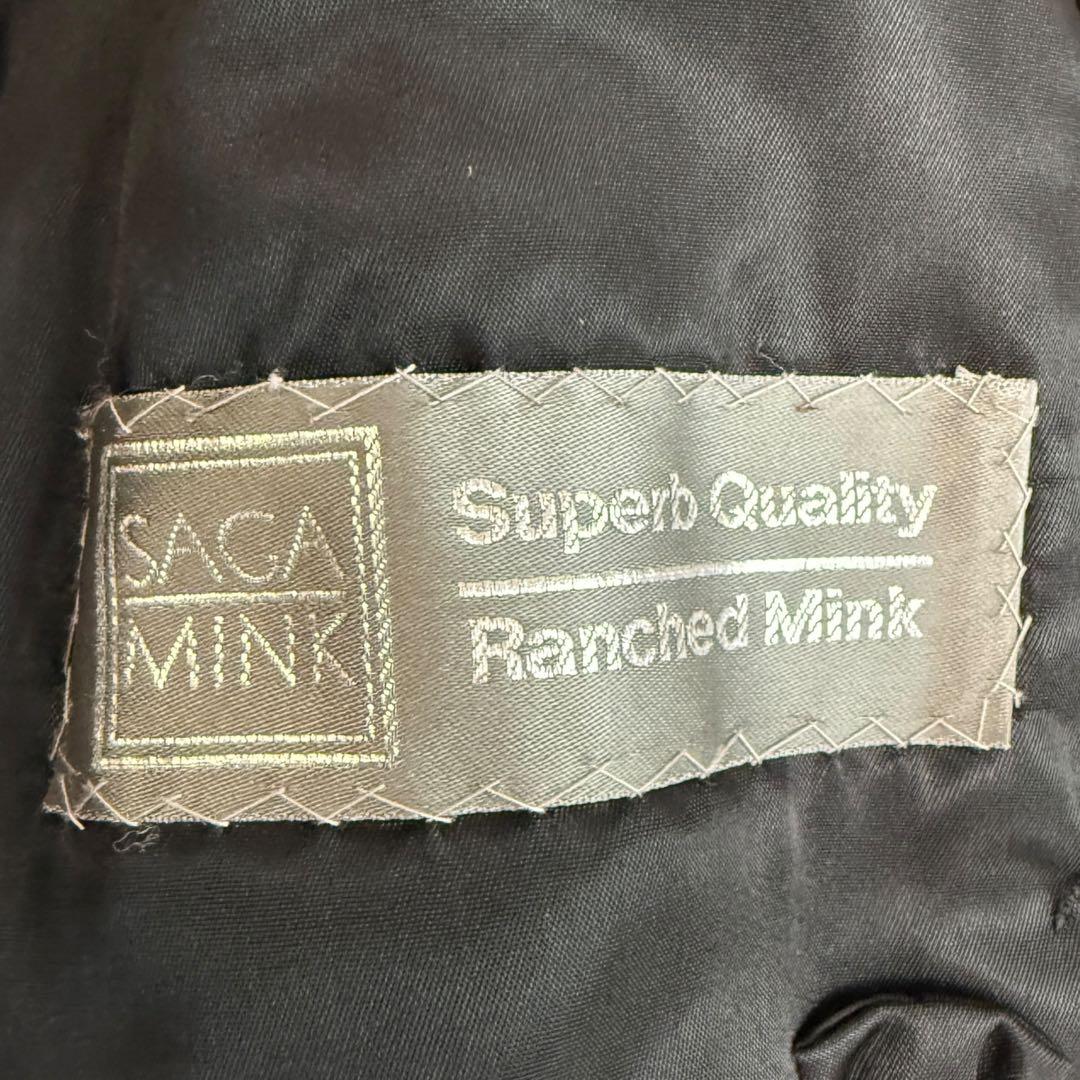 SAGA
MINK
Superb Quality
Ranched Mink